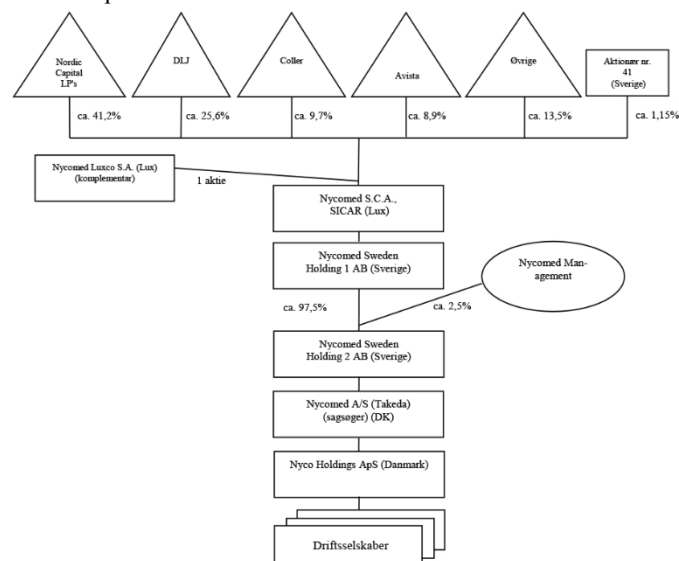 Nordic
Capital
LP's
DLJ
Coller
Avista
Øvrige
Aktionær nr.
41
(Sverige)
ca. 41,2%
ca. 25,6%
ca. 9,7%
ca. 8,9%
ca. 13,5%
ca. 1,15%
Nycomed Luxco S.A. (Lux)
(komplementar)
1 aktie
Nycomed S.C.A.,
SICAR (Lux)
Nycomed Sweden
Holding 1 AB (Sverige)
Nycomed Man-
agement
ca. 97,5%
ca. 2,5%
Nycomed Sweden
Holding 2 AB (Sverige)
Nycomed A/S (Takeda)
(sagsøger) (DK)
Nyco Holdings ApS (Danmark)
Driftsselskaber